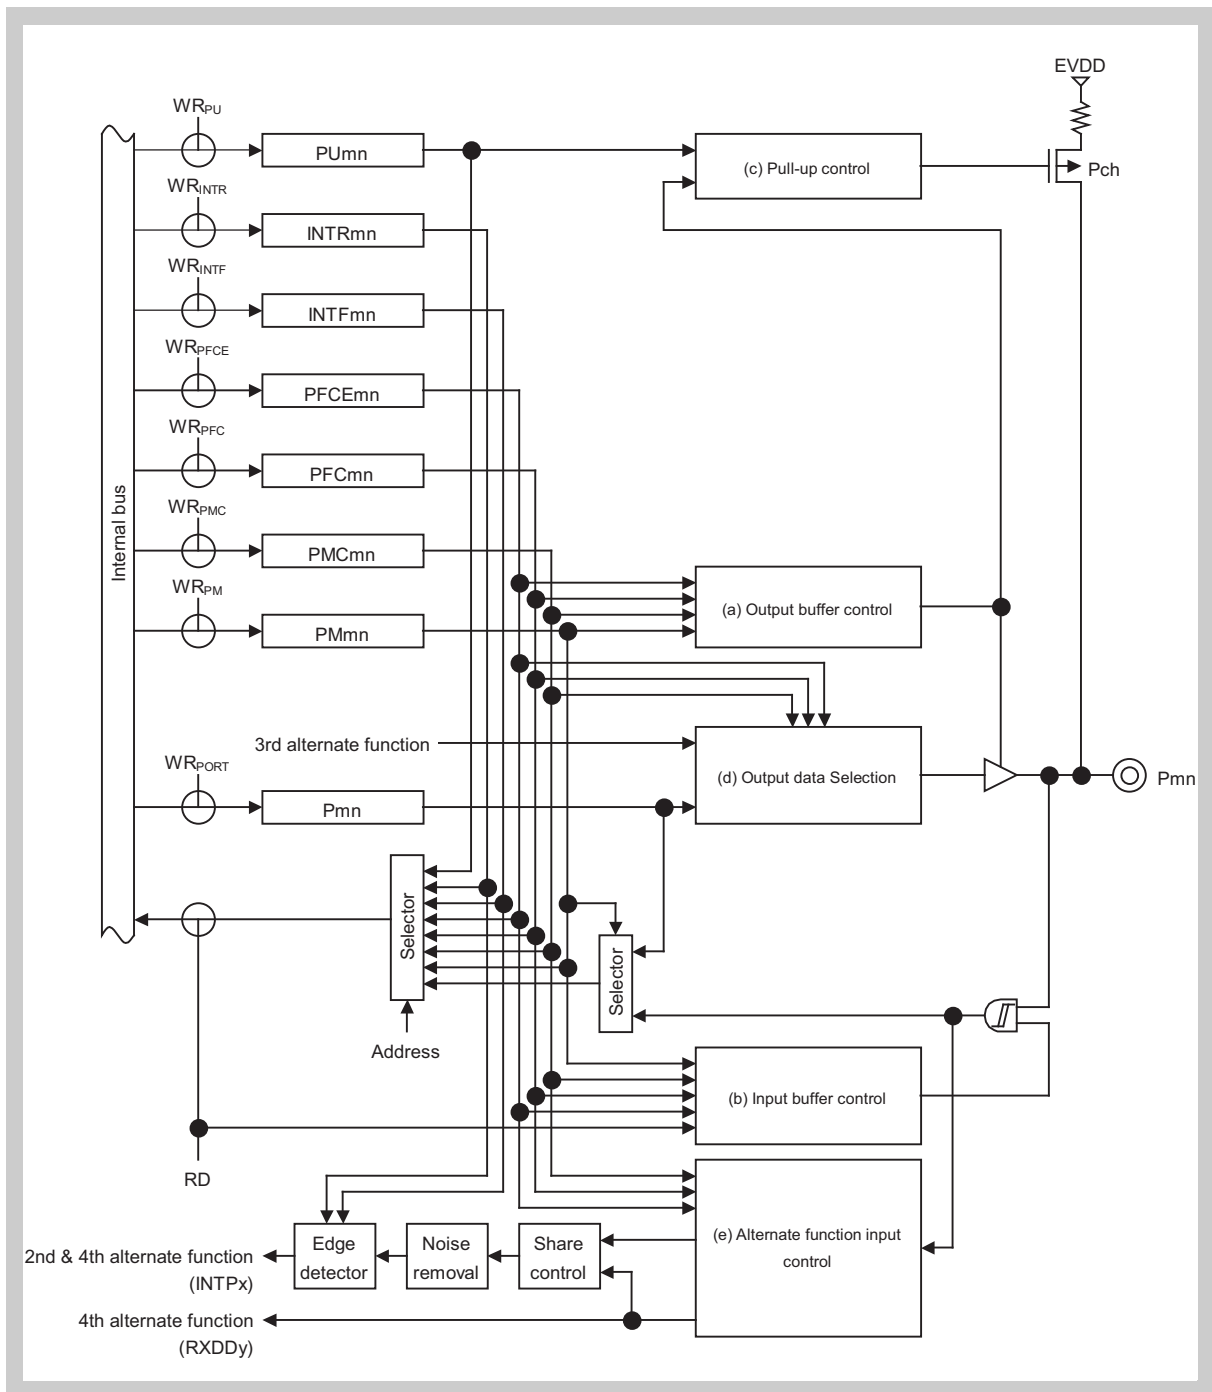 EVDD
WRPU
PUmn
(c) Pull-up control
Pch
WRINTR
INTRmn
WRINTF
INTFmn
WRPFCE
PFCEmn
WRPFC
PFCmn
Internal bus
WRPMC
PMCmn
WRPM
PMmn
(a) Output buffer control
3rd alternate function
WRPORT
(d) Output data Selection
Pmn
Pmn
Selector
Selector
Address
(b) Input buffer control
RD
(e) Alternate function input
control
2nd & 4th alternate function
(INTPx)
Edge
detector
Noise
removal
Share
control
4th alternate function
(RXDDy)